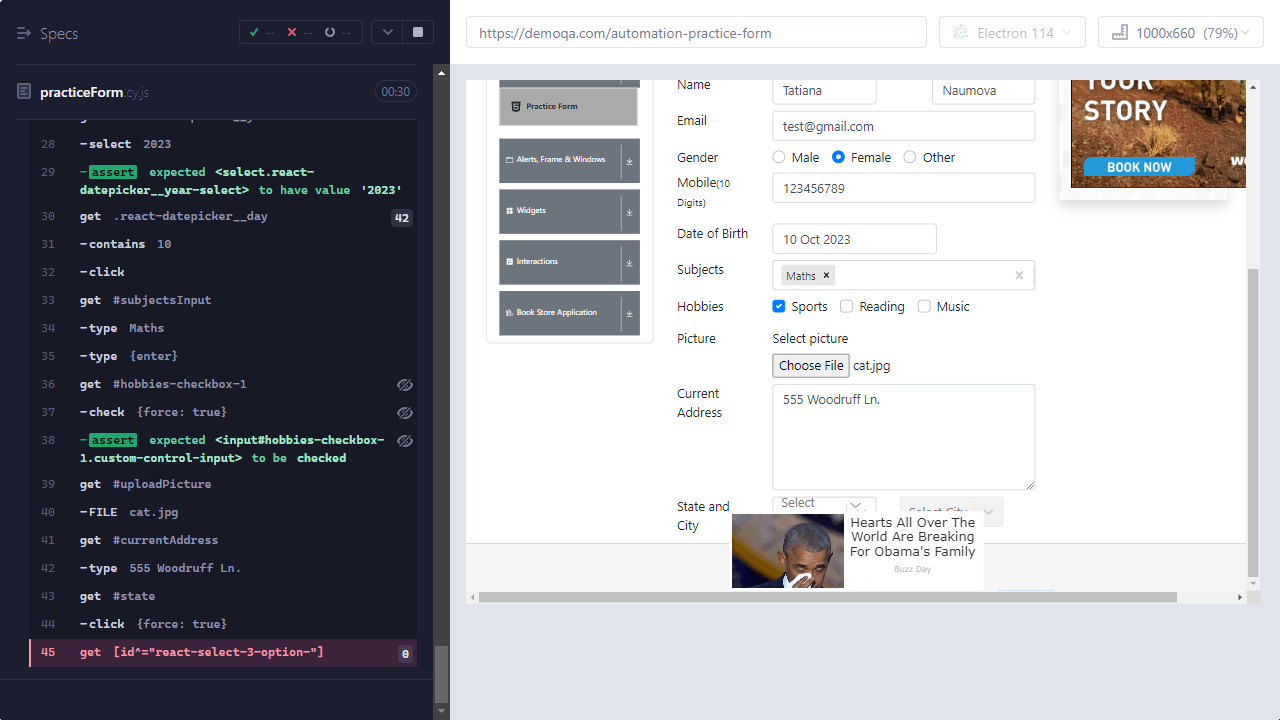 Specs
-- -- --
practiceForm.cy.js
00:30
28 -select 2023
29 -assert expected <select.react-
datepicker__year-select> to have value '2023'
30 get .react-datepicker__day 42
31 -contains 10
32 -click
33 get #subjectsInput
34 -type Maths
35 -type {enter}
36 get #hobbies-checkbox-1
37 -check {force: true}
38 -assert expected <input#hobbies-checkbox-
1.custom-control-input> to be checked
39 get #uploadPicture
40 -FILE cat.jpg
41 get #currentAddress
42 -type 555 Woodruff Ln.
43 get #state
44 -click {force: true}
45 get [id^="react-select-3-option-"] 0
https://demoqa.com/automation-practice-form
Electron 114
1000x660 (79%)
Practice Form
Alerts, Frame & Windows
Widgets
Interactions
Book Store Application
Name Tatiana Naumova
Email test@gmail.com
Gender Male Female Other
Mobile(10
Digits) 123456789
Date of Birth 10 Oct 2023
Subjects Maths ×
Hobbies Sports Reading Music
Picture Select picture
Choose File cat.jpg
Current
Address 555 Woodruff Ln.
State and
City Select Select City
YOUR
STORY
BOOK NOW
Hearts All Over The
World Are Breaking
For Obama's Family
Buzz Day